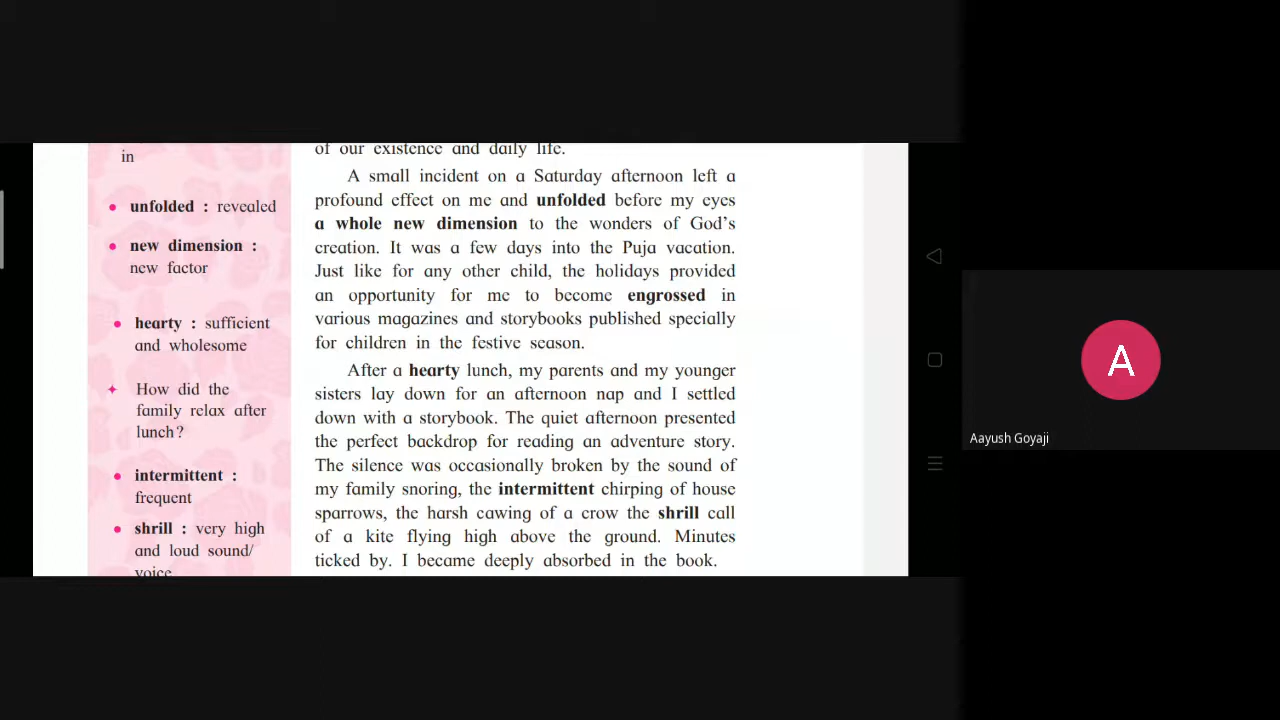 in
• unfolded : revealed
• new dimension :
new factor
• hearty : sufficient
and wholesome
✦ How did the
family relax after
lunch?
• intermittent :
frequent
• shrill : very high
and loud sound/
voice
of our existence and daily life.
A small incident on a Saturday afternoon left a
profound effect on me and unfolded before my eyes
a whole new dimension to the wonders of God's
creation. It was a few days into the Puja vacation.
Just like for any other child, the holidays provided
an opportunity for me to become engrossed in
various magazines and storybooks published specially
for children in the festive season.
After a hearty lunch, my parents and my younger
sisters lay down for an afternoon nap and I settled
down with a storybook. The quiet afternoon presented
the perfect backdrop for reading an adventure story.
The silence was occasionally broken by the sound of
my family snoring, the intermittent chirping of house
sparrows, the harsh cawing of a crow the shrill call
of a kite flying high above the ground. Minutes
ticked by. I became deeply absorbed in the book.
A
Aayush Goyaji